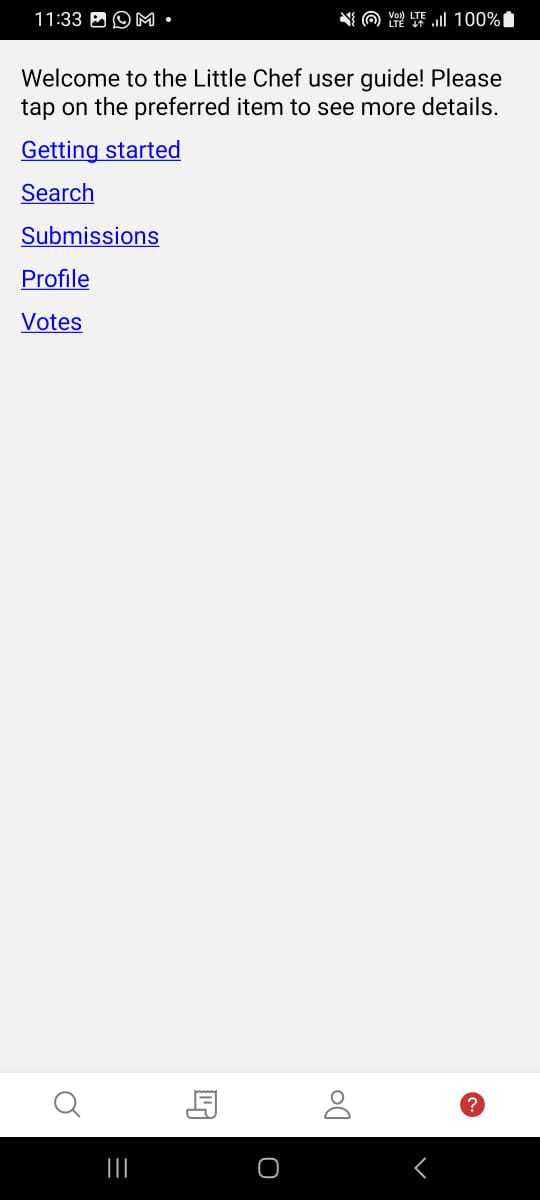 11:33
Vo)) LTE
LTE
100%
Welcome to the Little Chef user guide! Please
tap on the preferred item to see more details.
Getting started
Search
Submissions
Profile
Votes
?